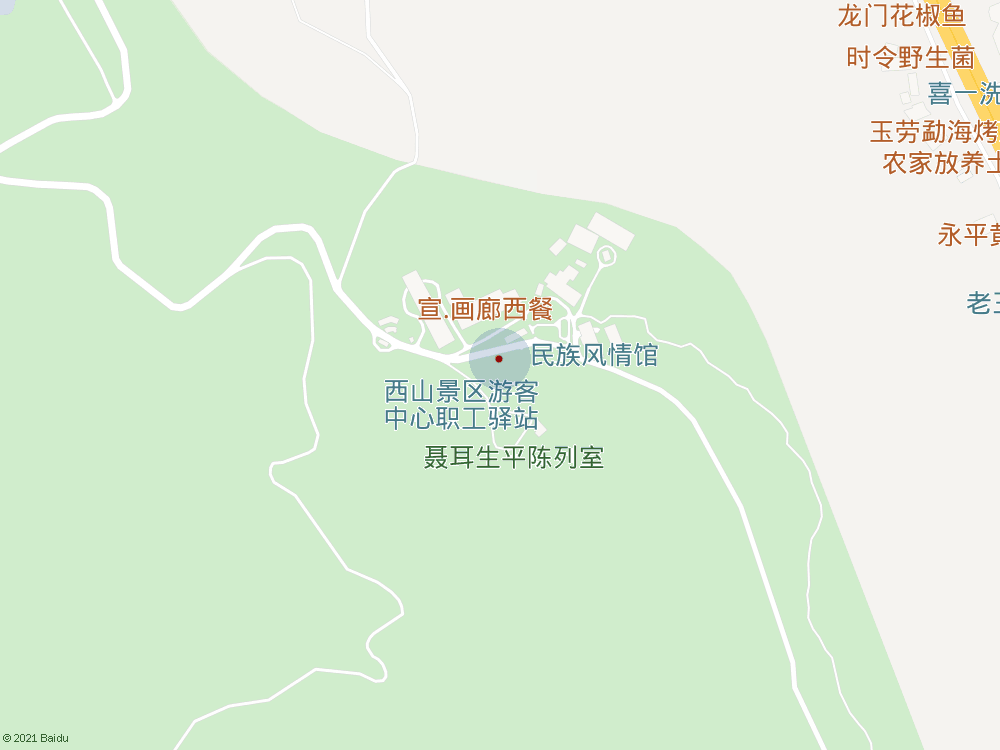 龙门花椒鱼
时令野生菌
喜一洗
玉劳勐海烤
农家放养土
永平黄
老王
宣.画廊西餐
民族风情馆
西山景区游客
中心职工驿站
聂耳生平陈列室
© 2021 Baidu